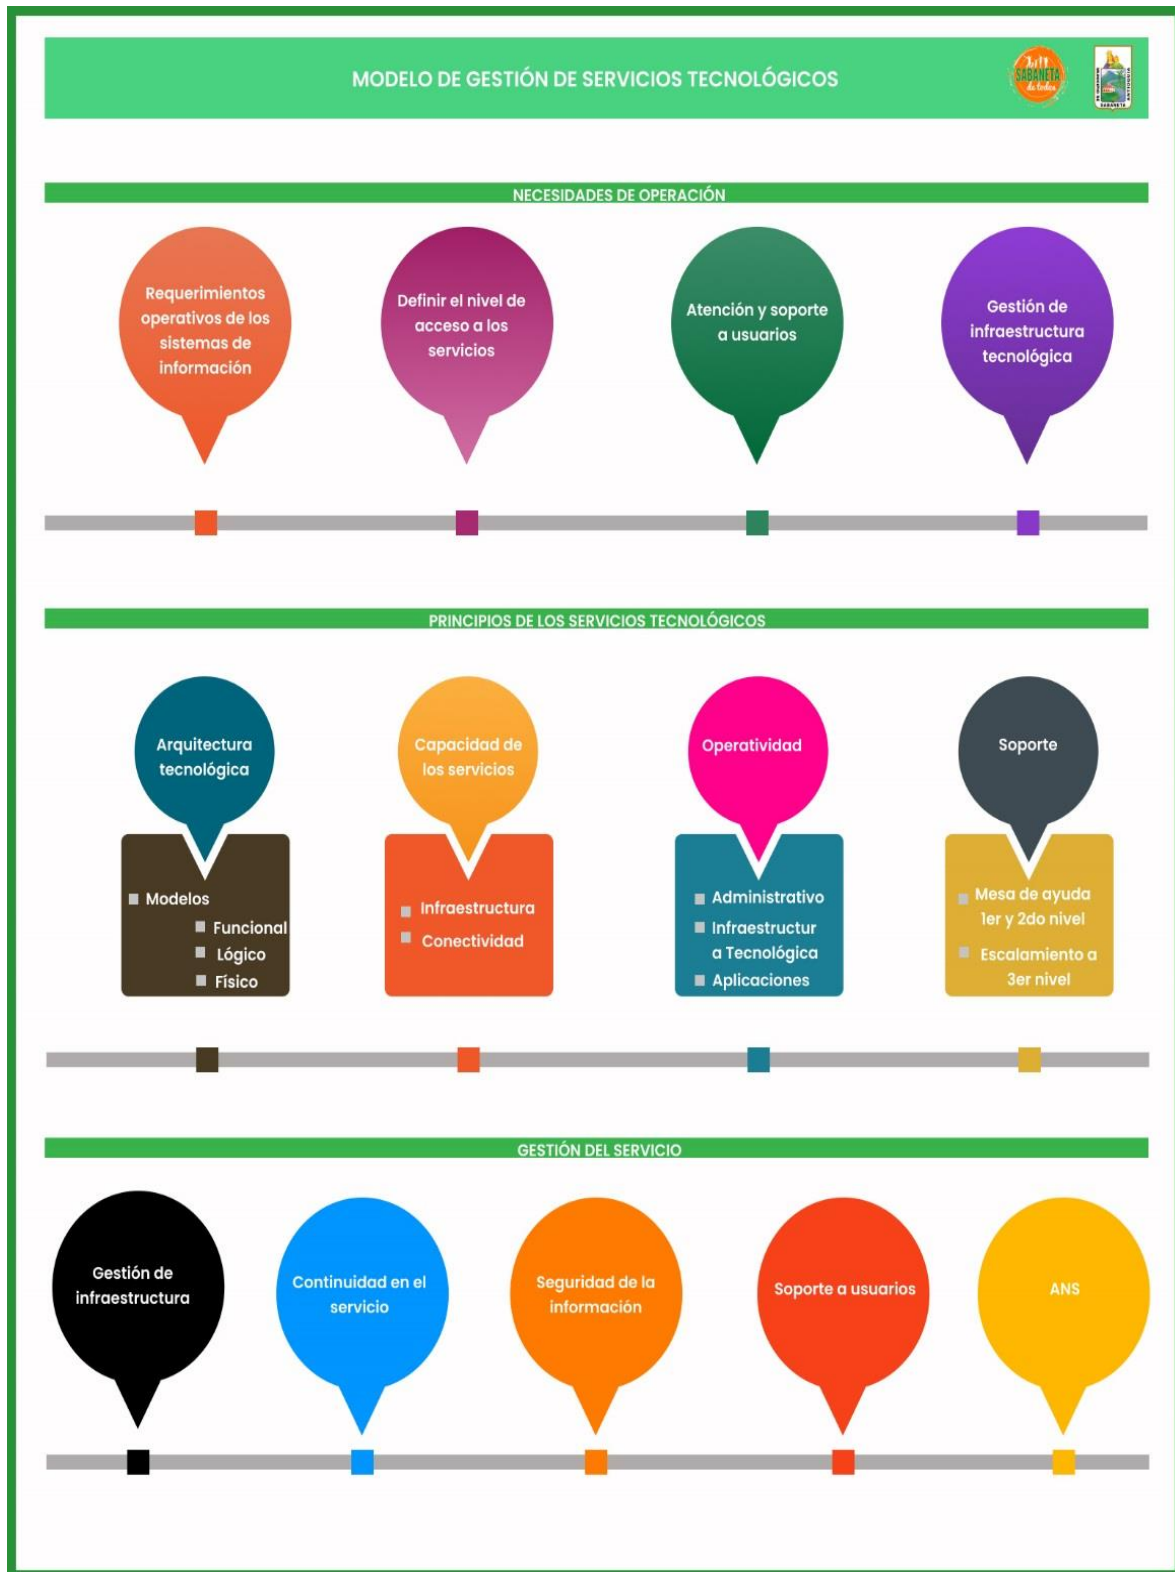 MODELO DE GESTIÓN DE SERVICIOS TECNOLÓGICOS
SABANETA
de todos
SABANETA
NECESIDADES DE OPERACIÓN
Requerimientos
operativos de los
sistemas de
información
Definir el nivel de
acceso a los
servicios
Atención y soporte
a usuarios
Gestión de
infraestructura
tecnológica
PRINCIPIOS DE LOS SERVICIOS TECNOLÓGICOS
Arquitectura
tecnológica
Modelos
Funcional
Lógico
Físico
Capacidad de
los servicios
Infraestructura
Conectividad
Operatividad
Administrativo
Infraestructur
a Tecnológica
Aplicaciones
Soporte
Mesa de ayuda
1er y 2do nivel
Escalamiento a
3er nivel
GESTIÓN DEL SERVICIO
Gestión de
infraestructura
Continuidad en el
servicio
Seguridad de la
información
Soporte a usuarios
ANS